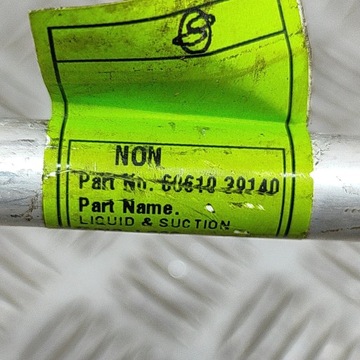 S
NON
Part No. 60610 39140
Part Name.
LIQUID & SUCTION